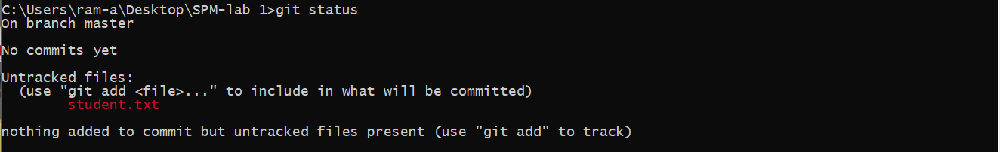 C:\Users\ram-a\Desktop\SPM-lab 1>git status
On branch master
No commits yet
Untracked files:
(use "git add <file>..." to include in what will be committed)
student.txt
nothing added to commit but untracked files present (use "git add" to track)